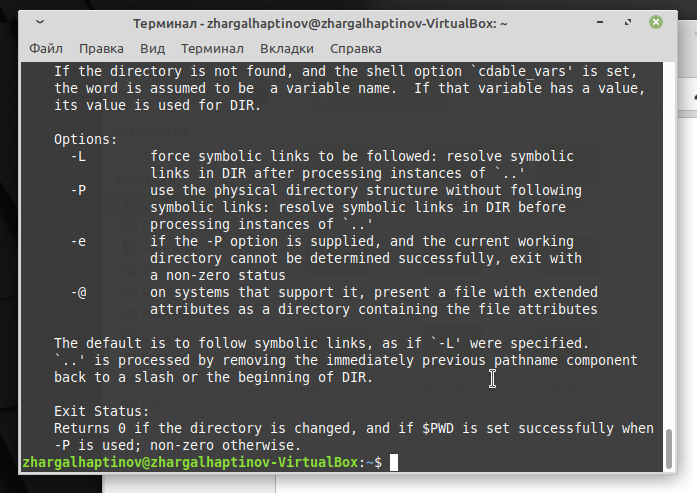 Терминал - zhargalhaptinov@zhargalhaptinov-VirtualBox: ~
Файл Правка Вид Терминал Вкладки Справка
If the directory is not found, and the shell option `cdable_vars' is set,
the word is assumed to be  a variable name.  If that variable has a value,
its value is used for DIR.
Options:
-L        force symbolic links to be followed: resolve symbolic
links in DIR after processing instances of `..'
-P        use the physical directory structure without following
symbolic links: resolve symbolic links in DIR before
processing instances of `..'
-e        if the -P option is supplied, and the current working
directory cannot be determined successfully, exit with
a non-zero status
-@        on systems that support it, present a file with extended
attributes as a directory containing the file attributes
The default is to follow symbolic links, as if `-L' were specified.
`..' is processed by removing the immediately previous pathname component
back to a slash or the beginning of DIR.
Exit Status:
Returns 0 if the directory is changed, and if $PWD is set successfully when
-P is used; non-zero otherwise.
zhargalhaptinov@zhargalhaptinov-VirtualBox:~$